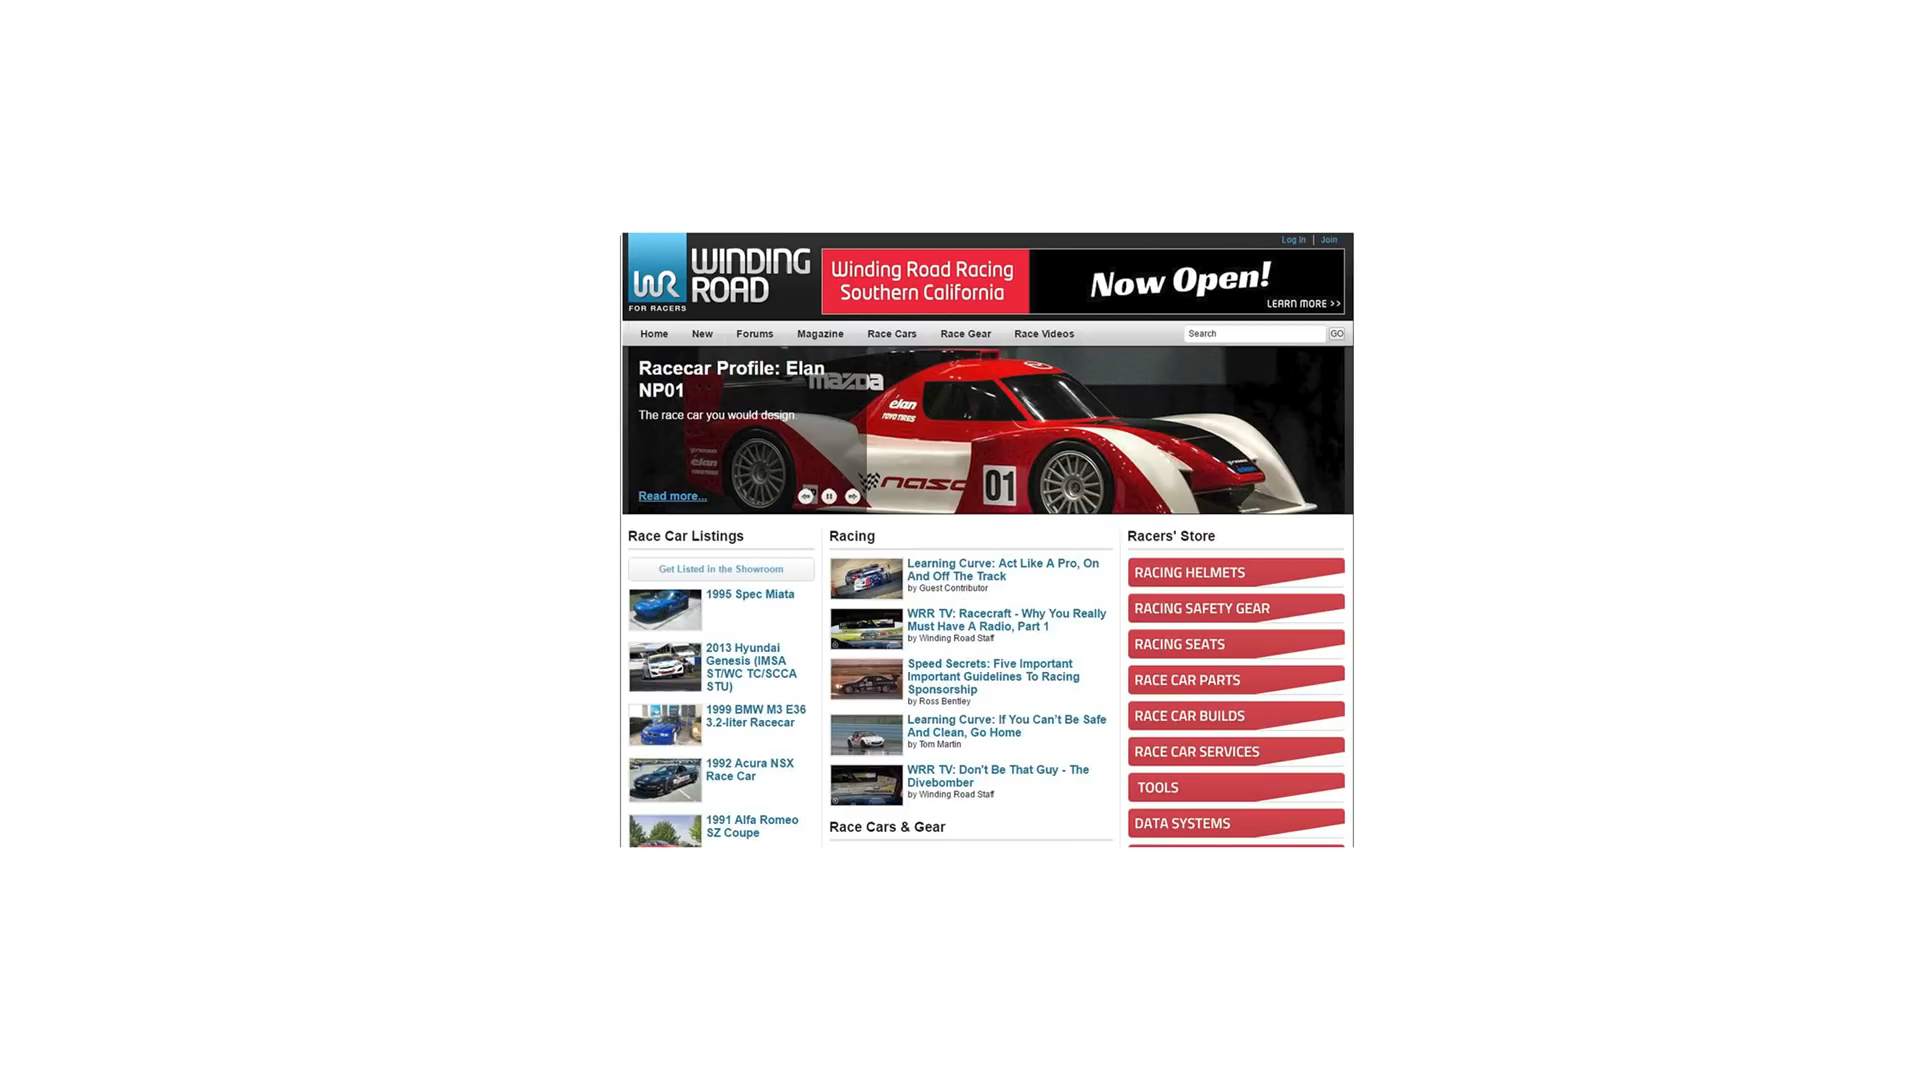 Log In | Join
WR
FOR RACERS
WINDING
ROAD
Winding Road Racing
Southern California
Now Open!
LEARN MORE >>
Home New Forums Magazine Race Cars Race Gear Race Videos
Search GO
Racecar Profile: Elan
NP01
The race car you would design.
Read more...
mazda
elan
TOYO TIRES
elan
nasa
01
Race Car Listings
Get Listed in the Showroom
1995 Spec Miata
2013 Hyundai
Genesis (IMSA
ST/WC TC/SCCA
STU)
1999 BMW M3 E36
3.2-liter Racecar
1992 Acura NSX
Race Car
1991 Alfa Romeo
SZ Coupe
Racing
Learning Curve: Act Like A Pro, On
And Off The Track
by Guest Contributor
WRR TV: Racecraft - Why You Really
Must Have A Radio, Part 1
by Winding Road Staff
Speed Secrets: Five Important
Important Guidelines To Racing
Sponsorship
by Ross Bentley
Learning Curve: If You Can't Be Safe
And Clean, Go Home
by Tom Martin
WRR TV: Don't Be That Guy - The
Divebomber
by Winding Road Staff
Race Cars & Gear
Racers' Store
RACING HELMETS
RACING SAFETY GEAR
RACING SEATS
RACE CAR PARTS
RACE CAR BUILDS
RACE CAR SERVICES
TOOLS
DATA SYSTEMS